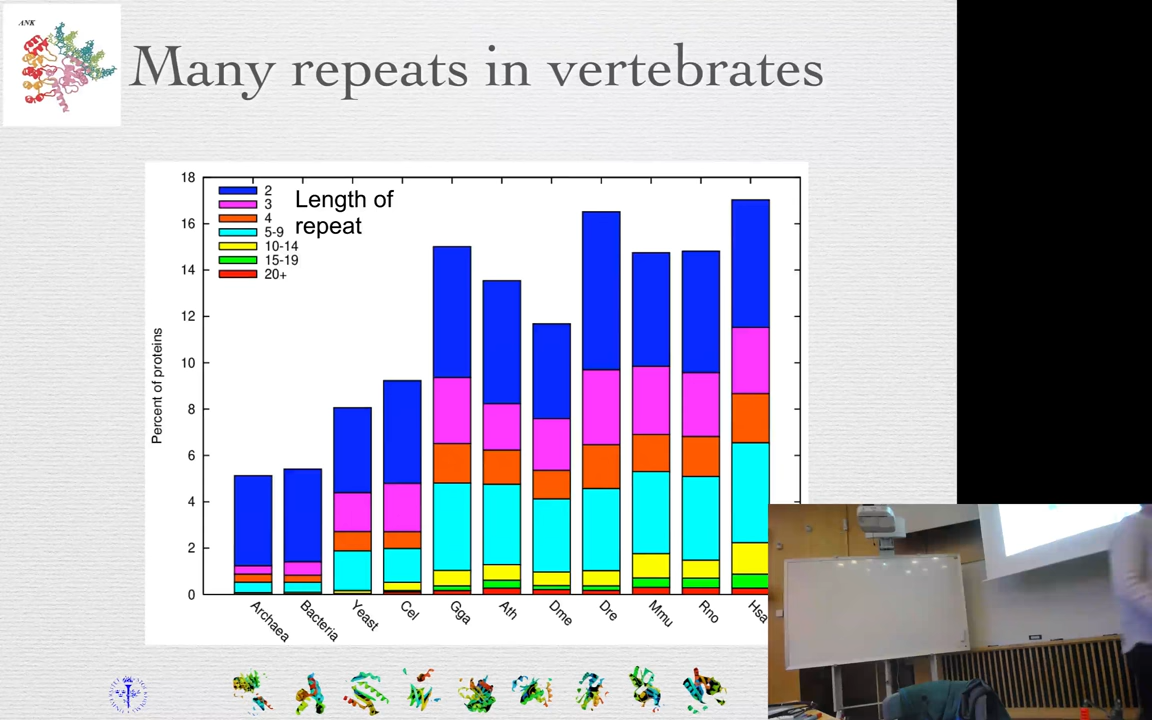 ANK
Many repeats in vertebrates
18
16
14
12
10
8
6
4
2
0
Percent of proteins
2
3
4
5-9
10-14
15-19
20+
Length of
repeat
Archaea
Bacteria
Yeast
Cel
Gga
Ath
Dme
Dre
Mmu
Rno
Hsa